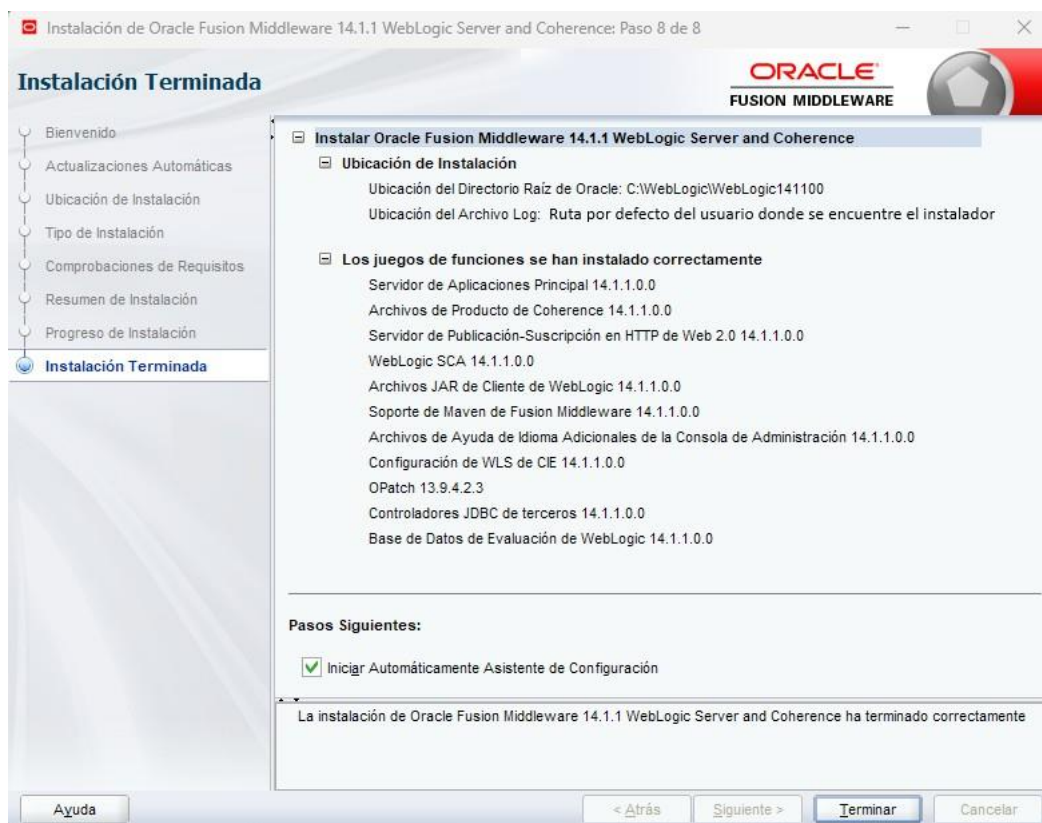 Instalación de Oracle Fusion Middleware 14.1.1 WebLogic Server and Coherence: Paso 8 de 8
Instalación Terminada
ORACLE
FUSION MIDDLEWARE
Bienvenido
Actualizaciones Automáticas
Ubicación de Instalación
Tipo de Instalación
Comprobaciones de Requisitos
Resumen de Instalación
Progreso de Instalación
Instalación Terminada
Instalar Oracle Fusion Middleware 14.1.1 WebLogic Server and Coherence
Ubicación de Instalación
Ubicación del Directorio Raíz de Oracle: C:\WebLogic\WebLogic141100
Ubicación del Archivo Log: Ruta por defecto del usuario donde se encuentre el instalador
Los juegos de funciones se han instalado correctamente
Servidor de Aplicaciones Principal 14.1.1.0.0
Archivos de Producto de Coherence 14.1.1.0.0
Servidor de Publicación-Suscripción en HTTP de Web 2.0 14.1.1.0.0
WebLogic SCA 14.1.1.0.0
Archivos JAR de Cliente de WebLogic 14.1.1.0.0
Soporte de Maven de Fusion Middleware 14.1.1.0.0
Archivos de Ayuda de Idioma Adicionales de la Consola de Administración 14.1.1.0.0
Configuración de WLS de CIE 14.1.1.0.0
OPatch 13.9.4.2.3
Controladores JDBC de terceros 14.1.1.0.0
Base de Datos de Evaluación de WebLogic 14.1.1.0.0
Pasos Siguientes:
Iniciar Automáticamente Asistente de Configuración
La instalación de Oracle Fusion Middleware 14.1.1 WebLogic Server and Coherence ha terminado correctamente
Ayuda
< Atrás
Siguiente >
Terminar
Cancelar